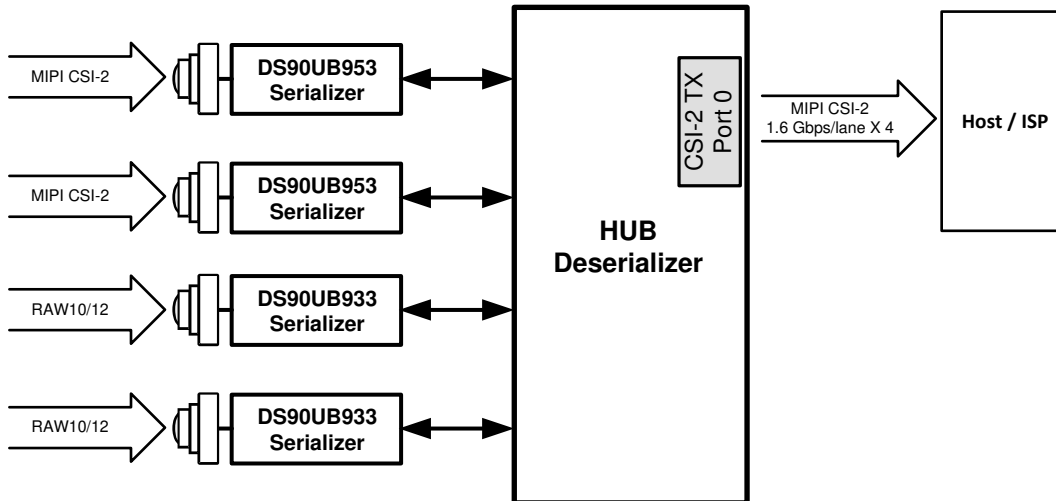 MIPI CSI-2
DS90UB953
Serializer
MIPI CSI-2
DS90UB953
Serializer
RAW10/12
DS90UB933
Serializer
RAW10/12
DS90UB933
Serializer
HUB
Deserializer
CSI-2 TX
Port 0
MIPI CSI-2
1.6 Gbps/lane X 4
Host / ISP